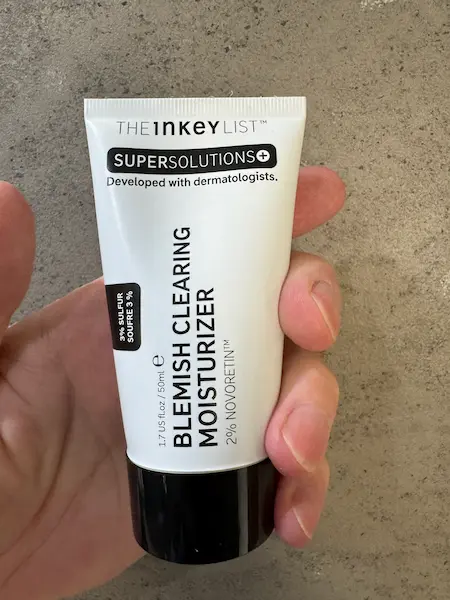 THE INKEY LIST™
SUPERSOLUTIONS+
Developed with dermatologists.
3% SULFUR
SOUFRE 3 %
1.7 US fl.oz / 50ml ℮
BLEMISH CLEARING
MOISTURIZER
2% NOVORETIN™